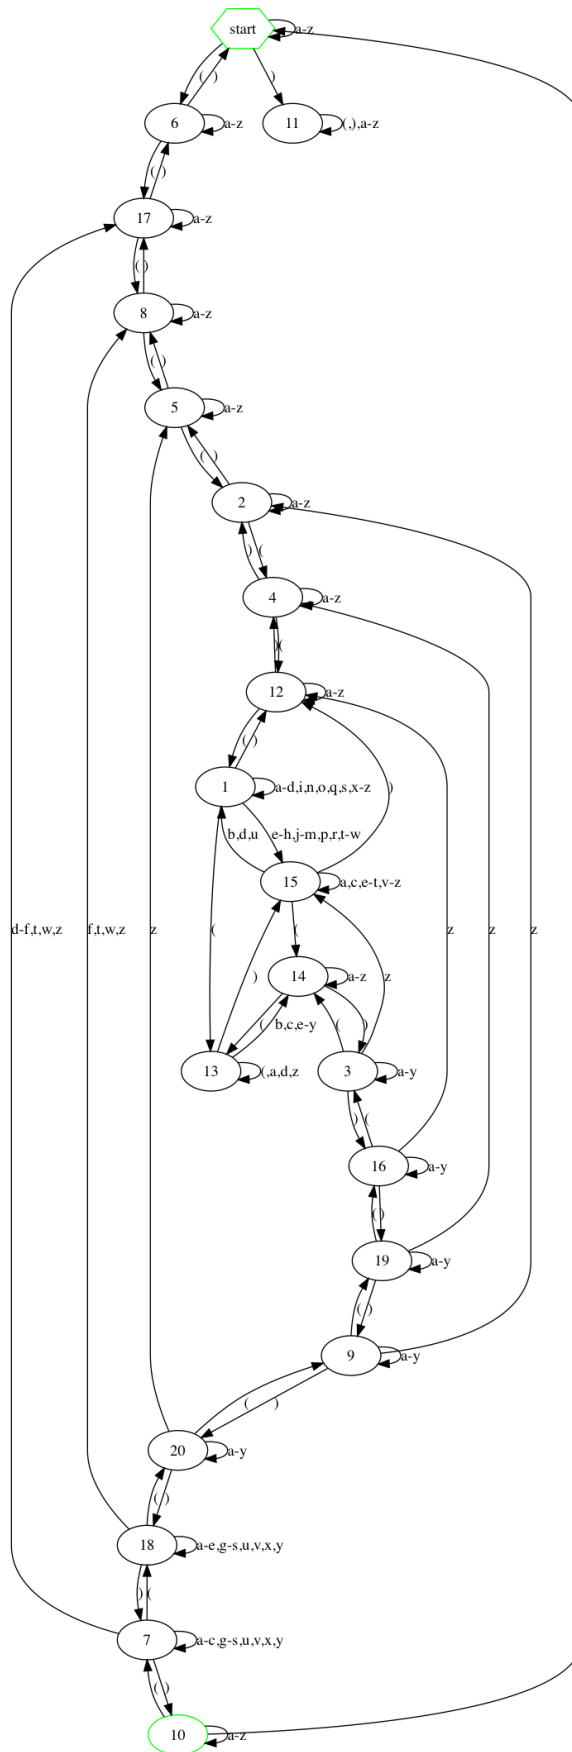 start
a-z
(
)
)
6
a-z
11
(,),a-z
(
)
17
a-z
(
)
8
a-z
(
)
5
a-z
(
)
2
a-z
)
(
4
a-z
)
(
12
a-z
(
)
1
a-d,i,n,o,q,s,x-z
)
b,d,u
e-h,j-m,p,r,t-w
15
a,c,e-t,v-z
d-f,t,w,z
f,t,w,z
z
(
)
(
14
a-z
z
z
z
z
(
b,c,e-y
(
)
13
(,a,d,z
3
a-y
)
(
16
a-y
(
)
19
a-y
(
)
9
a-y
(
)
20
a-y
(
)
18
a-e,g-s,u,v,x,y
)
(
7
a-c,g-s,u,v,x,y
(
)
10
a-z